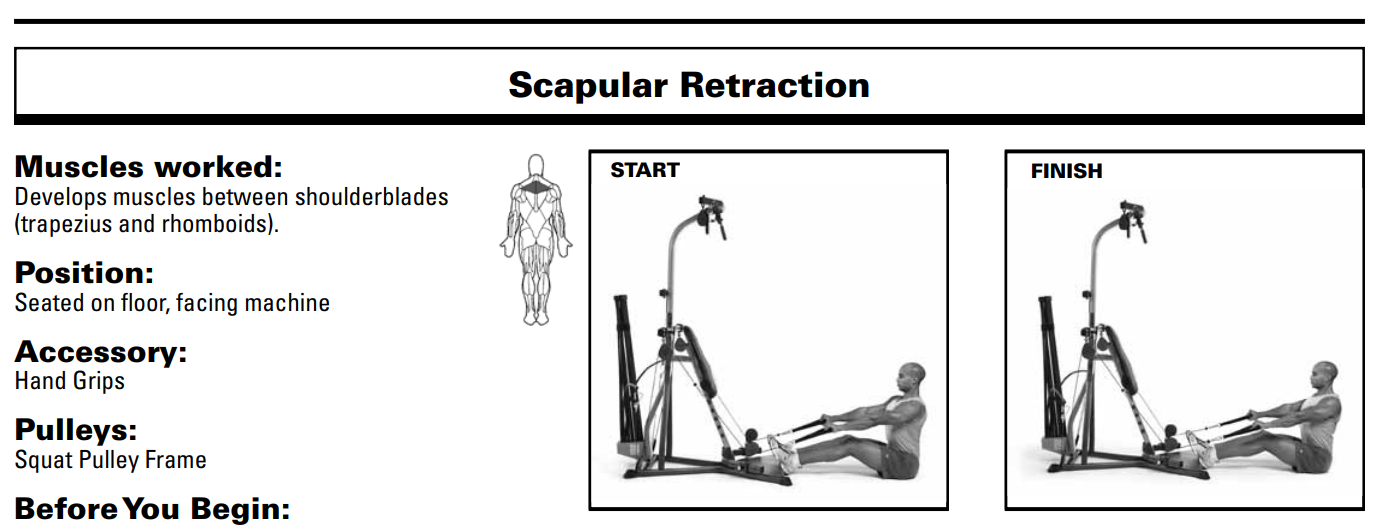 Scapular Retraction
Muscles worked:
Develops muscles between shoulderblades
(trapezius and rhomboids).
Position:
Seated on floor, facing machine
Accessory:
Hand Grips
Pulleys:
Squat Pulley Frame
Before You Begin:
START
FINISH